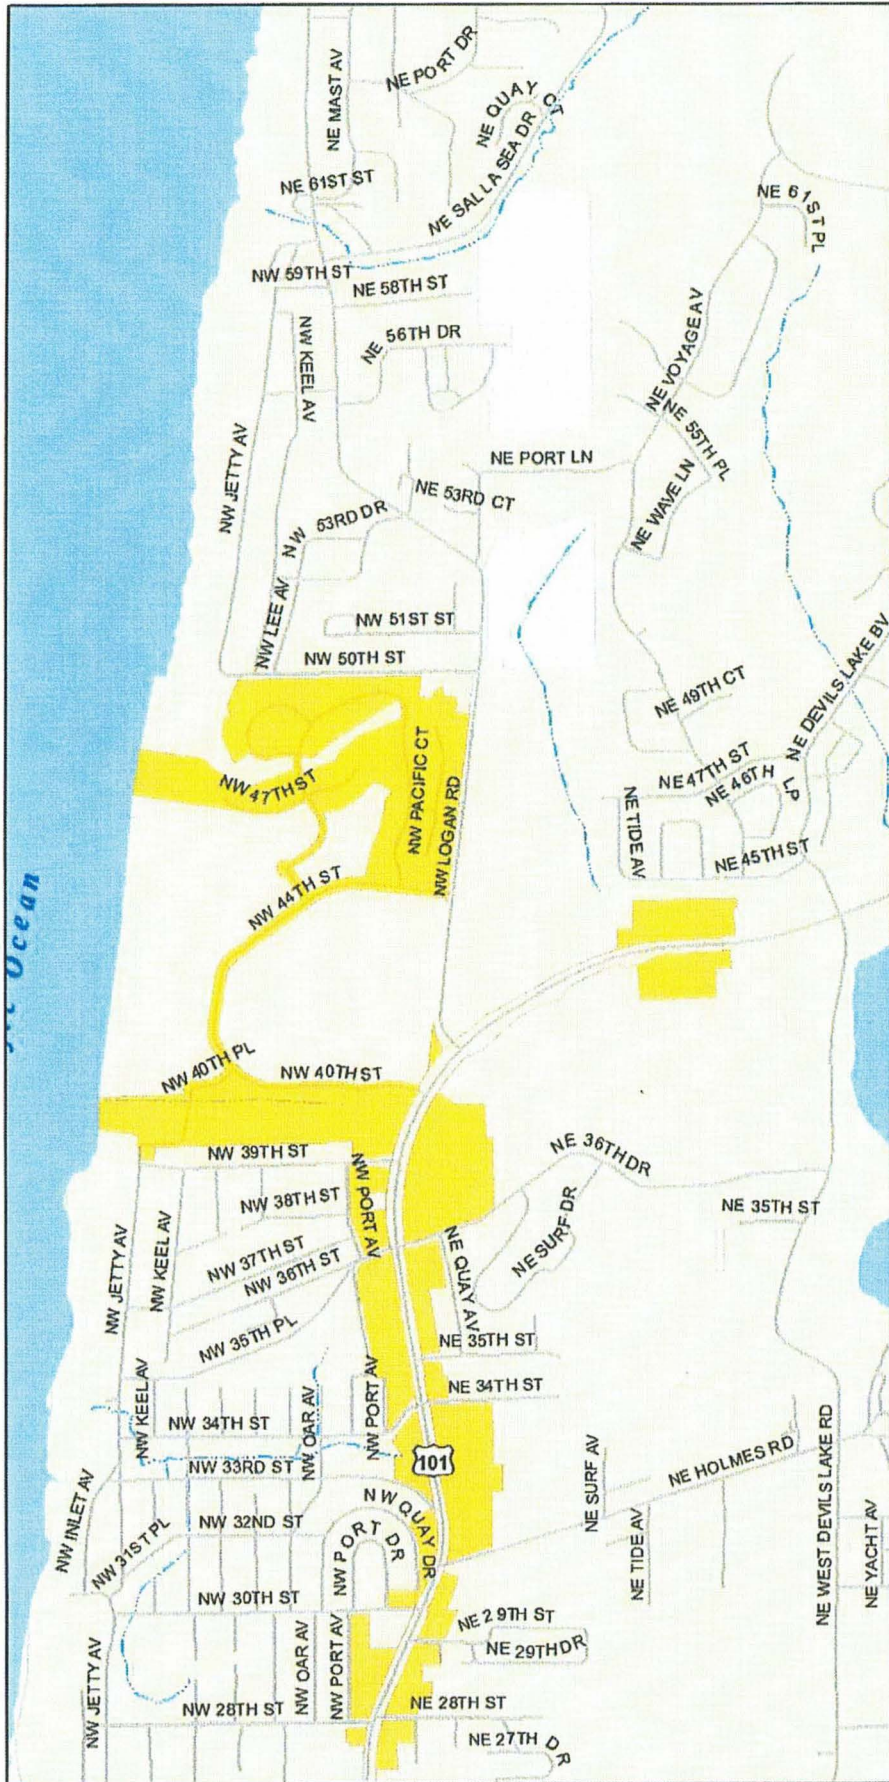 NE MAST AV
NE PORT DR
NE QUAY CT
NE 61ST ST
NE SAL LA SEA DR
NE 61ST PL
NW 59TH ST
NE 58TH ST
NE 56TH DR
NW KEEL AV
NE VOYAGE AV
NW JETTY AV
NE 55TH PL
NE PORT LN
NE 53RD CT
NW 53RD DR
NE WAVE LN
NW LEE AV
NW 51ST ST
NW 50TH ST
NE 49TH CT
NE DEVILS LAKE BV
NW 47TH ST
NW PACIFIC CT
NW LOGAN RD
NE 47TH ST
NE 46TH LP
NE TIDE AV
NE 45TH ST
NW 44TH ST
Ocean
NW 40TH PL
NW 40TH ST
NW 39TH ST
NE 36TH DR
NW PORT AV
NW 38TH ST
NE 35TH ST
NE SURF DR
NW JETTY AV
NW KEEL AV
NW 37TH ST
NW 36TH ST
NE QUAY AV
NW 35TH PL
NE 35TH ST
NW KEEL AV
NW OAR AV
NW PORT AV
NE 34TH ST
NW 34TH ST
101
NW 33RD ST
NE SURF AV
NE HOLMES RD
NE WEST DEVILS LAKE RD
NW INLET AV
NW 32ND ST
NW QUAY DR
NW PORT DR
NW 31ST PL
NE TIDE AV
NE YACHT AV
NW 30TH ST
NE 29TH ST
NE 29TH DR
NW OAR AV
NW PORT AV
NW JETTY AV
NW 28TH ST
NE 28TH ST
NE 27TH DR